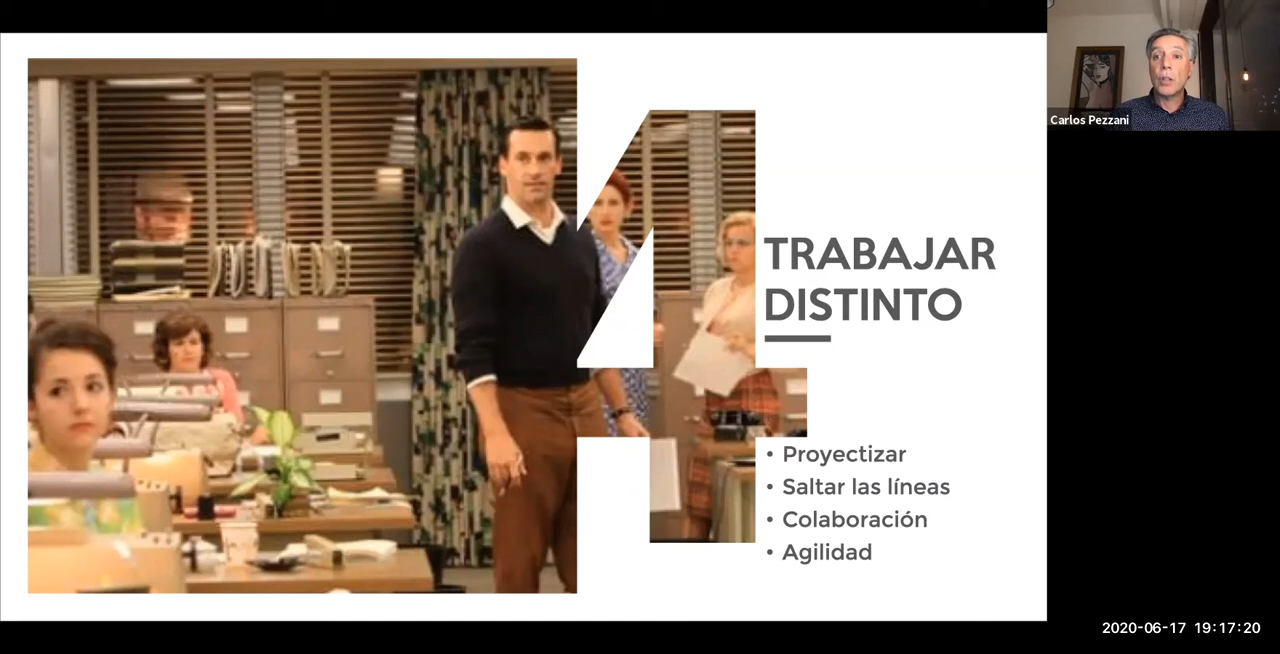 Carlos Pezzani
4
TRABAJAR
DISTINTO
• Proyectizar
• Saltar las líneas
• Colaboración
• Agilidad
2020-06-17 19:17:20